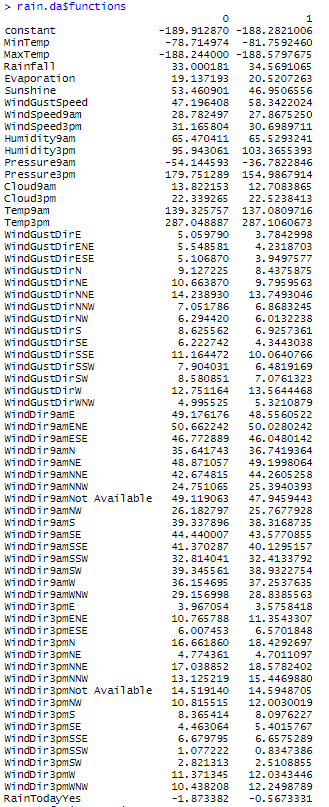 > rain.da$functions
0 1
constant -189.912870 -188.2821006
MinTemp -78.714974 -81.7592460
MaxTemp -188.244000 -188.5797675
Rainfall 33.000181 34.5691065
Evaporation 19.137193 20.5207263
Sunshine 53.460901 46.9506556
WindGustSpeed 47.196408 58.3422024
WindSpeed9am 28.782497 27.8675250
WindSpeed3pm 31.165804 30.6989711
Humidity9am 65.470411 65.5293241
Humidity3pm 95.943061 103.3655393
Pressure9am -54.144593 -36.7822846
Pressure3pm 179.751289 154.9867914
Cloud9am 13.822153 12.7083865
Cloud3pm 22.339265 22.5238413
Temp9am 139.325757 137.0809716
Temp3pm 287.048887 287.1060673
WindGustDirE 5.059790 3.7842998
WindGustDirENE 5.548581 4.2318703
WindGustDirESE 5.106870 3.9497577
WindGustDirN 9.127225 8.4375875
WindGustDirNE 10.663870 9.7959563
WindGustDirNNE 14.238930 13.7493046
WindGustDirNNW 7.051786 6.8683245
WindGustDirNW 6.294420 6.0132238
WindGustDirS 8.625562 6.9257361
WindGustDirSE 6.222742 4.3443038
WindGustDirSSE 11.164472 10.0640766
WindGustDirSSW 7.904031 6.4819169
WindGustDirSW 8.580851 7.0761323
WindGustDirW 12.751164 13.5644468
WindGustDirWNW 4.995525 5.3210879
WindDir9amE 49.176176 48.5560522
WindDir9amENE 50.662242 50.0280242
WindDir9amESE 46.772889 46.0480142
WindDir9amN 35.641743 36.7419364
WindDir9amNE 48.871057 49.1998064
WindDir9amNNE 42.674815 44.2605258
WindDir9amNNW 24.751065 25.3940393
WindDir9amNot Available 49.119063 47.9459443
WindDir9amNW 26.182797 25.7677928
WindDir9amS 39.337896 38.3168735
WindDir9amSE 44.440007 43.5770855
WindDir9amSSE 41.370287 40.1295157
WindDir9amSSW 32.814041 32.4133792
WindDir9amSW 39.345561 38.9322754
WindDir9amW 36.154695 37.2537635
WindDir9amWNW 29.156998 28.8385563
WindDir3pmE 3.967054 3.5758418
WindDir3pmENE 10.765788 11.3543307
WindDir3pmESE 6.007453 6.5701848
WindDir3pmN 16.661860 18.4292697
WindDir3pmNE 4.774361 4.7011097
WindDir3pmNNE 17.038852 18.5782402
WindDir3pmNNW 13.125219 15.4469880
WindDir3pmNot Available 14.519140 14.5948705
WindDir3pmNW 10.815515 12.0030019
WindDir3pmS 8.365414 8.0976227
WindDir3pmSE 4.463064 5.4015767
WindDir3pmSSE 6.679795 6.6575289
WindDir3pmSSW 1.077222 0.8347386
WindDir3pmSW 2.821313 2.5108855
WindDir3pmW 11.371345 12.0343446
WindDir3pmWNW 10.438208 12.2498789
RainTodayYes -1.873382 -0.5673331